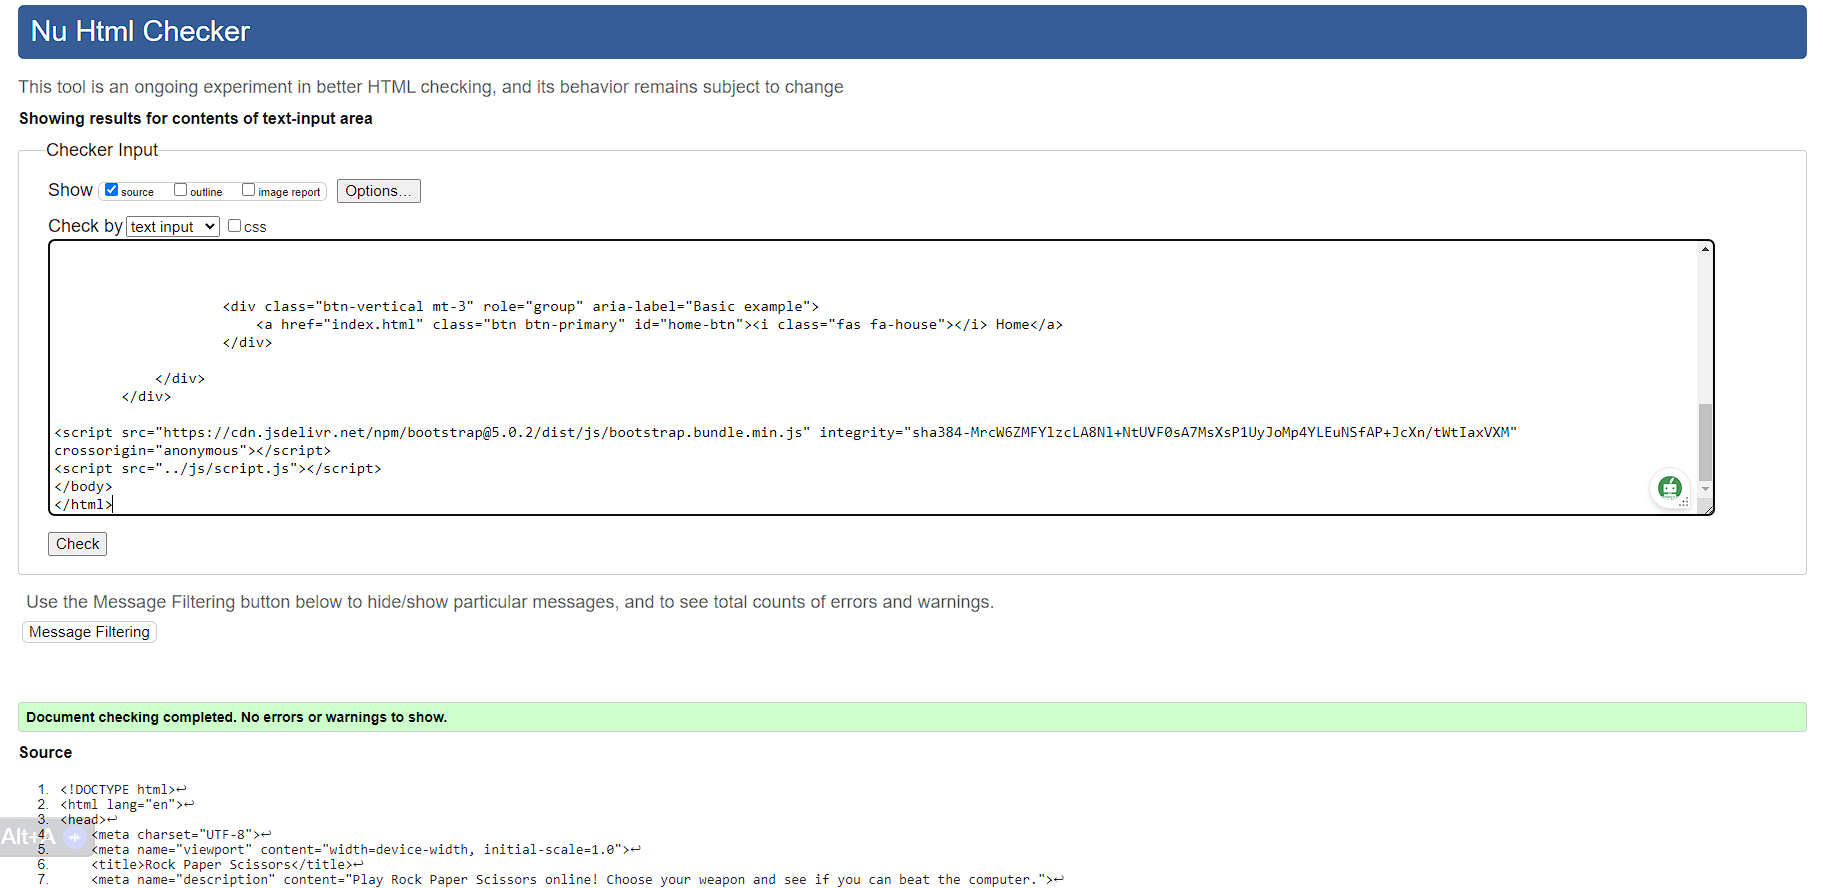 Nu Html Checker
This tool is an ongoing experiment in better HTML checking, and its behavior remains subject to change
Showing results for contents of text-input area
Checker Input
Show source outline image report Options...
Check by text input css
<div class="btn-vertical mt-3" role="group" aria-label="Basic example">
<a href="index.html" class="btn btn-primary" id="home-btn"><i class="fas fa-house"></i> Home</a>
</div>
</div>
</div>
<script src="https://cdn.jsdelivr.net/npm/bootstrap@5.0.2/dist/js/bootstrap.bundle.min.js" integrity="sha384-MrcW6ZMFYlzcLA8Nl+NtUVF0sA7MsXsP1UyJoMp4YLEuNSfAP+JcXn/tWtIaxVXM"
crossorigin="anonymous"></script>
<script src="../js/script.js"></script>
</body>
</html>
Check
Use the Message Filtering button below to hide/show particular messages, and to see total counts of errors and warnings.
Message Filtering
Document checking completed. No errors or warnings to show.
Source
1. <!DOCTYPE html>↩
2. <html lang="en">↩
3. <head>↩
Alt+A
4. <meta charset="UTF-8">↩
5. <meta name="viewport" content="width=device-width, initial-scale=1.0">↩
6. <title>Rock Paper Scissors</title>↩
7. <meta name="description" content="Play Rock Paper Scissors online! Choose your weapon and see if you can beat the computer.">↩